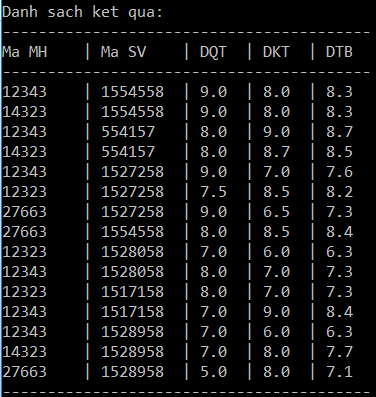 Danh sach ket qua:
----------------------------------------
Ma MH | Ma SV | DQT | DKT | DTB
----------------------------------------
12343 | 1554558 | 9.0 | 8.0 | 8.3
14323 | 1554558 | 9.0 | 8.0 | 8.3
12343 | 554157 | 8.0 | 9.0 | 8.7
14323 | 554157 | 8.0 | 8.7 | 8.5
12343 | 1527258 | 9.0 | 7.0 | 7.6
12323 | 1527258 | 7.5 | 8.5 | 8.2
27663 | 1527258 | 9.0 | 6.5 | 7.3
27663 | 1554558 | 8.0 | 8.5 | 8.4
12323 | 1528058 | 7.0 | 6.0 | 6.3
12343 | 1528058 | 8.0 | 7.0 | 7.3
12323 | 1517158 | 8.0 | 7.0 | 7.3
12343 | 1517158 | 7.0 | 9.0 | 8.4
12343 | 1528958 | 7.0 | 6.0 | 6.3
14323 | 1528958 | 7.0 | 8.0 | 7.7
27663 | 1528958 | 5.0 | 8.0 | 7.1
----------------------------------------